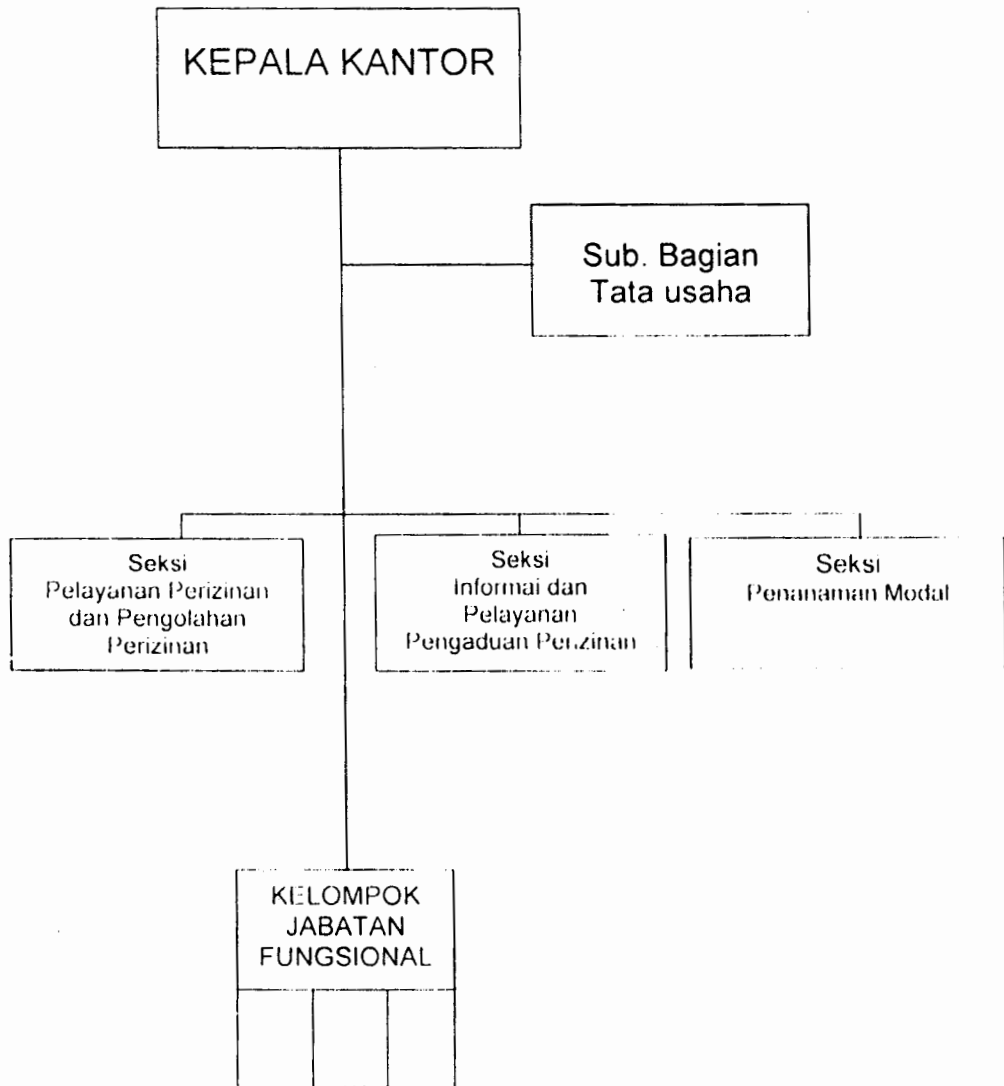 KEPALA KANTOR
Sub. Bagian
Tata usaha
Seksi
Pelayanan Perizinan
dan Pengolahan
Perizinan
Seksi
Informai dan
Pelayanan
Pengaduan Perizinan
Seksi
Penanaman Modal
KELOMPOK
JABATAN
FUNGSIONAL